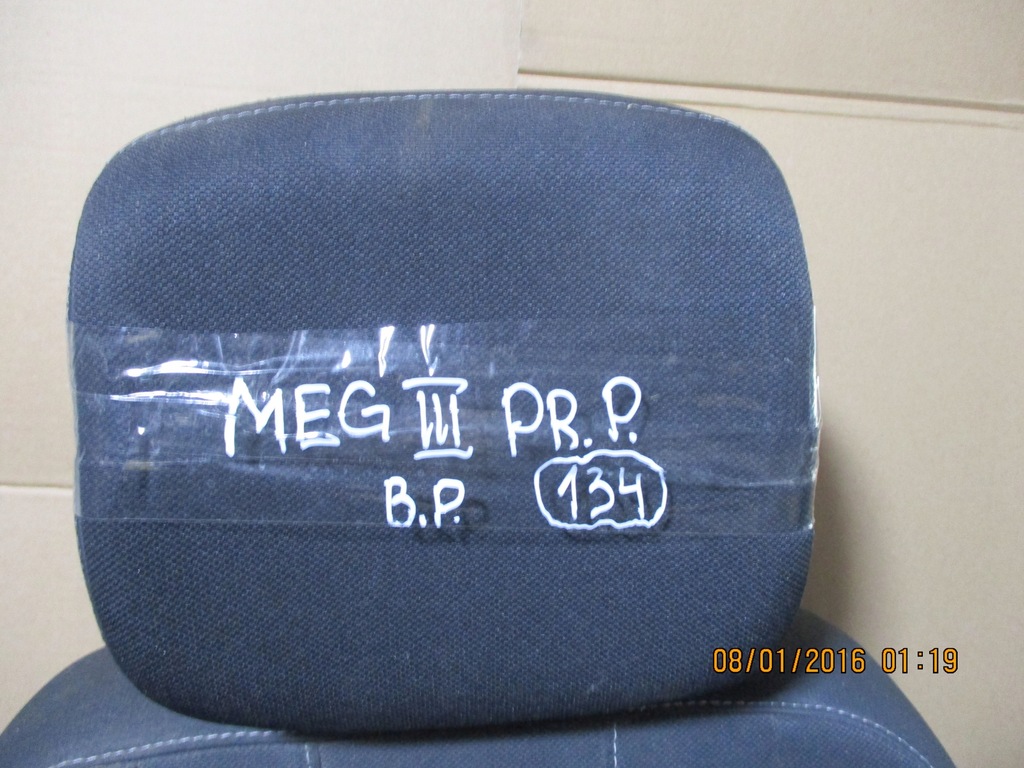 MEG III PR.P.
B.P. 134
08/01/2016 01:19